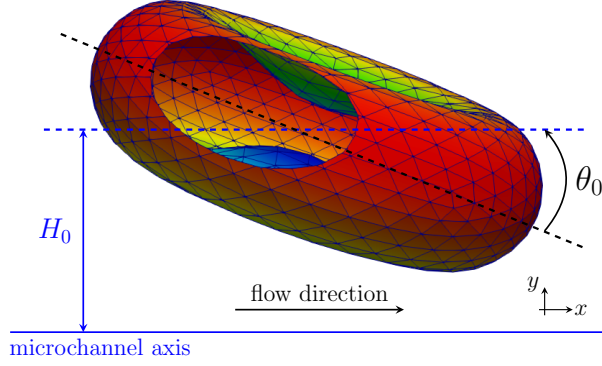 θ₀
H₀
flow direction
y
x
microchannel axis